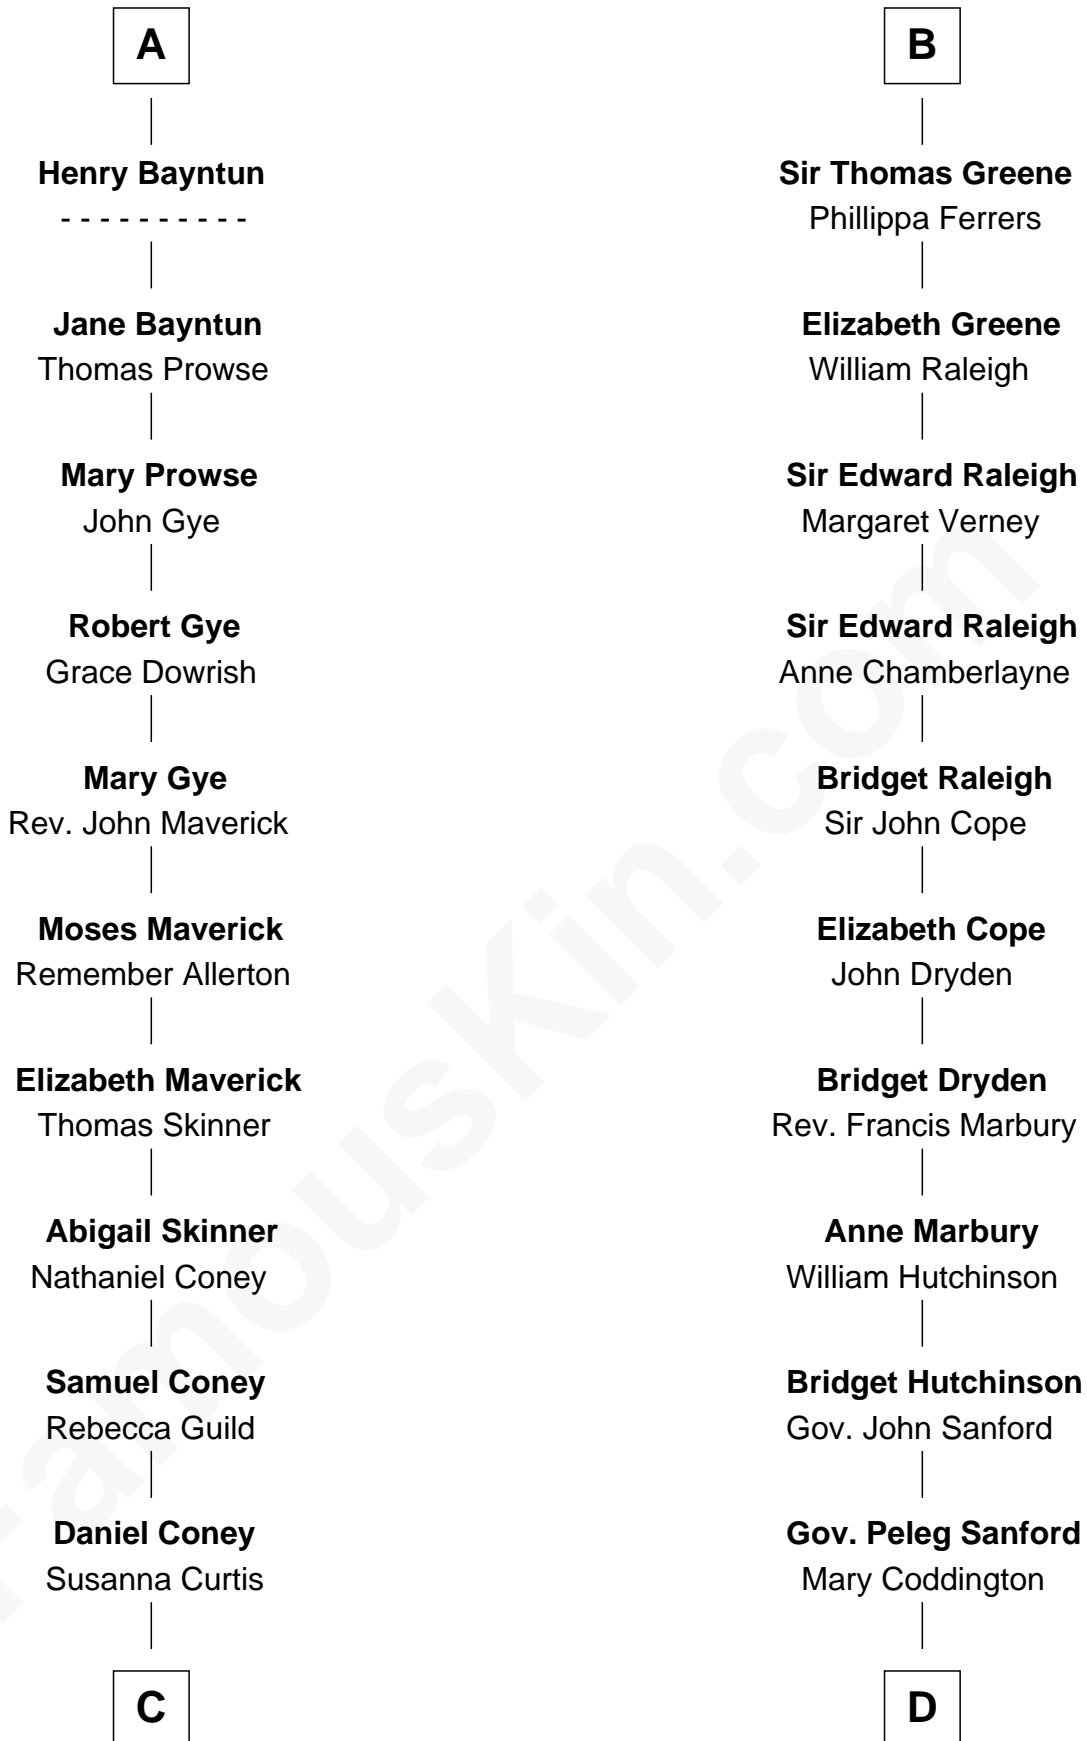 A
Henry Bayntun
- - - - - - - - - -
Jane Bayntun
Thomas Prowse
Mary Prowse
John Gye
Robert Gye
Grace Dowrish
Mary Gye
Rev. John Maverick
Moses Maverick
Remember Allerton
Elizabeth Maverick
Thomas Skinner
Abigail Skinner
Nathaniel Coney
Samuel Coney
Rebecca Guild
Daniel Coney
Susanna Curtis
C
B
Sir Thomas Greene
Phillippa Ferrers
Elizabeth Greene
William Raleigh
Sir Edward Raleigh
Margaret Verney
Sir Edward Raleigh
Anne Chamberlayne
Bridget Raleigh
Sir John Cope
Elizabeth Cope
John Dryden
Bridget Dryden
Rev. Francis Marbury
Anne Marbury
William Hutchinson
Bridget Hutchinson
Gov. John Sanford
Gov. Peleg Sanford
Mary Coddington
D
FamousKin.com